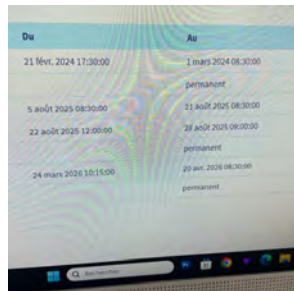 Du Au
21 févr. 2024 17:30:00 1 mars 2024 08:30:00
permanent
5 août 2025 08:30:00 21 août 2025 08:30:00
22 août 2025 12:00:00 28 août 2025 08:00:00
permanent
24 mars 2026 10:15:00 20 avr. 2026 08:30:00
permanent
Rechercher